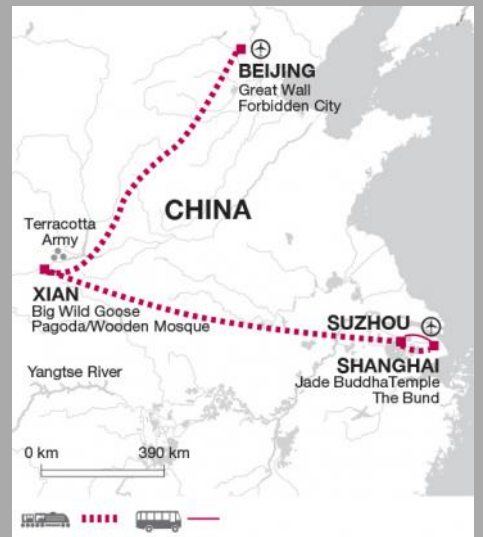 BEIJING
Great Wall
Forbidden City
CHINA
Terracotta
Army
XIAN
Big Wild Goose
Pagoda/Wooden Mosque
SUZHOU
SHANGHAI
Jade BuddhaTemple
The Bund
Yangtse River
0 km
390 km